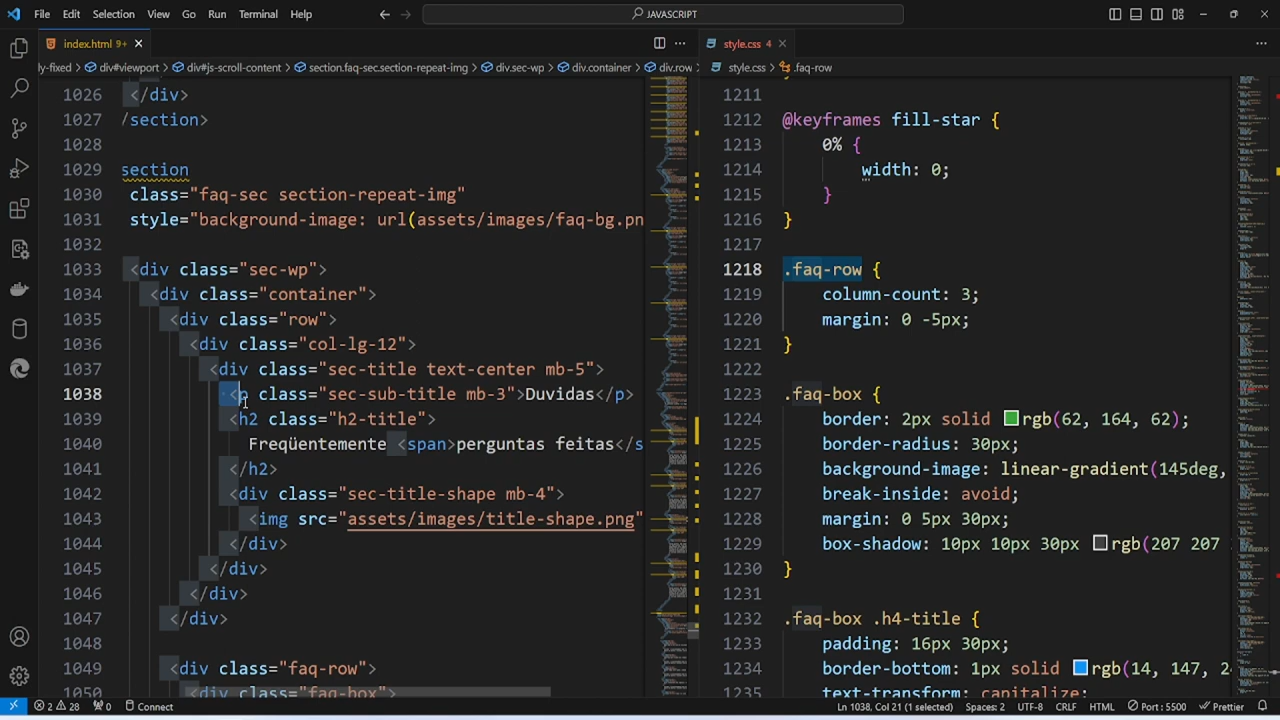 File Edit Selection View Go Run Terminal Help
JAVASCRIPT
index.html 9+
style.css 4
ly-fixed > div#viewport > div#js-scroll-content > section.faq-sec.section-repeat-img > div.sec-wp > div.container > div.row
style.css > .faq-row
1026 </div>
1027 /section>
1028
1029 section
1030 class="faq-sec section-repeat-img"
1031 style="background-image: url(assets/images/faq-bg.pn
1032
1033 <div class="sec-wp">
1034 <div class="container">
1035 <div class="row">
1036 <div class="col-lg-12">
1037 <div class="sec-title text-center mb-5">
1038 <p class="sec-sub-title mb-3">Duvidas</p>
1039 <h2 class="h2-title">
1040 Freqüentemente <span>perguntas feitas</s
1041 </h2>
1042 <div class="sec-title-shape mb-4">
1043 <img src="assets/images/title-shape.png"
1044 </div>
1045 </div>
1046 </div>
1047 </div>
1048
1049 <div class="faq-row">
1050 <div class="faq-box">
1211
1212 @keyframes fill-star {
1213 0% {
1214 width: 0;
1215 }
1216 }
1217
1218 .faq-row {
1219 column-count: 3;
1220 margin: 0 -5px;
1221 }
1222
1223 .faq-box {
1224 border: 2px solid rgb(62, 164, 62);
1225 border-radius: 30px;
1226 background-image: linear-gradient(145deg,
1227 break-inside: avoid;
1228 margin: 0 5px 30px;
1229 box-shadow: 10px 10px 30px rgb(207 207
1230 }
1231
1232 .faq-box .h4-title {
1233 padding: 16px 30px;
1234 border-bottom: 1px solid rgb(14, 147, 2
1235 text-transform: capitalize;
2 28 0 Connect
Ln 1038, Col 21 (1 selected) Spaces: 2 UTF-8 CRLF HTML Port : 5500 Prettier